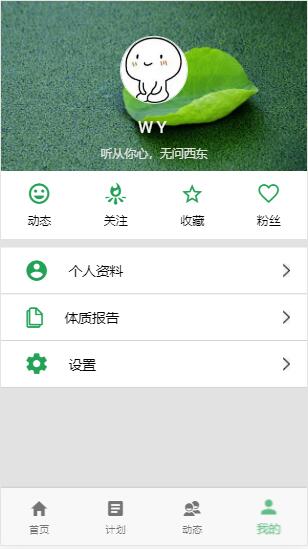 WY
听从你心，无问西东
动态 关注 收藏 粉丝
个人资料
体质报告
设置
首页 计划 动态 我的